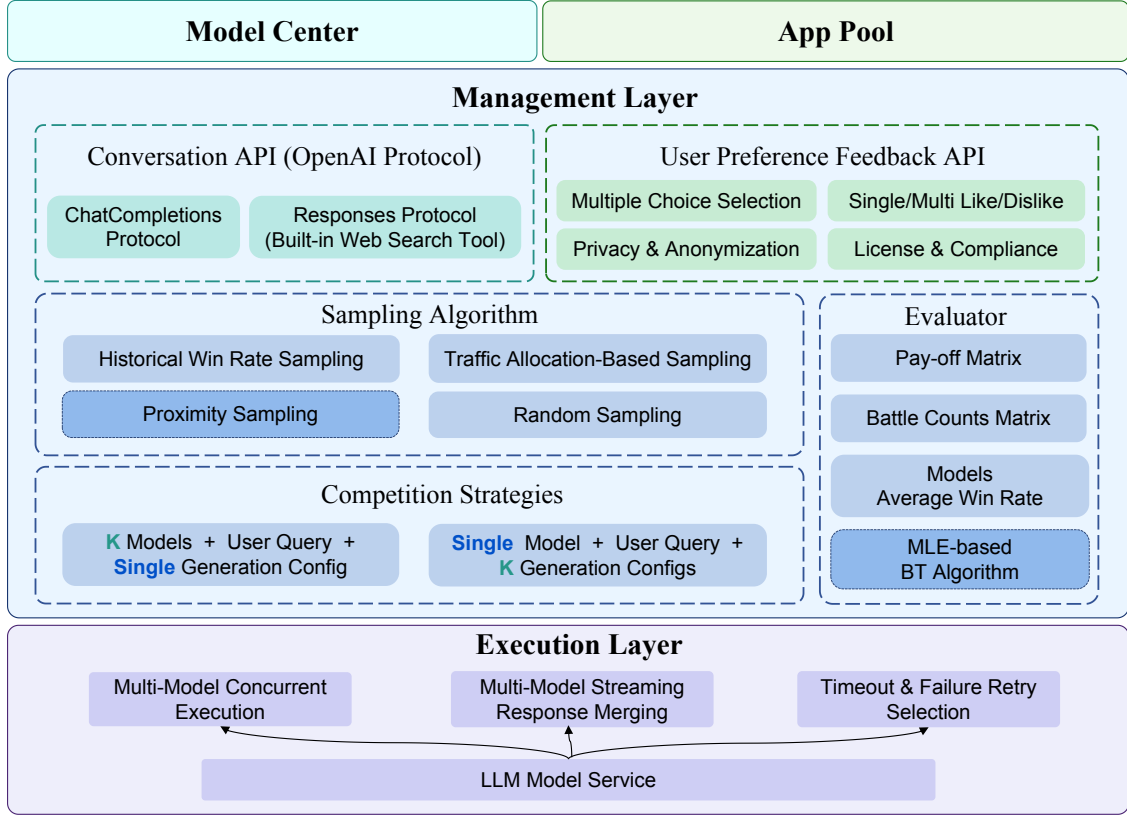 Model Center
App Pool
Management Layer
Conversation API (OpenAI Protocol)
ChatCompletions
Protocol
Responses Protocol
(Built-in Web Search Tool)
User Preference Feedback API
Multiple Choice Selection
Single/Multi Like/Dislike
Privacy & Anonymization
License & Compliance
Sampling Algorithm
Historical Win Rate Sampling
Traffic Allocation-Based Sampling
Proximity Sampling
Random Sampling
Evaluator
Pay-off Matrix
Battle Counts Matrix
Models
Average Win Rate
MLE-based
BT Algorithm
Competition Strategies
K Models + User Query +
Single Generation Config
Single Model + User Query +
K Generation Configs
Execution Layer
Multi-Model Concurrent
Execution
Multi-Model Streaming
Response Merging
Timeout & Failure Retry
Selection
LLM Model Service